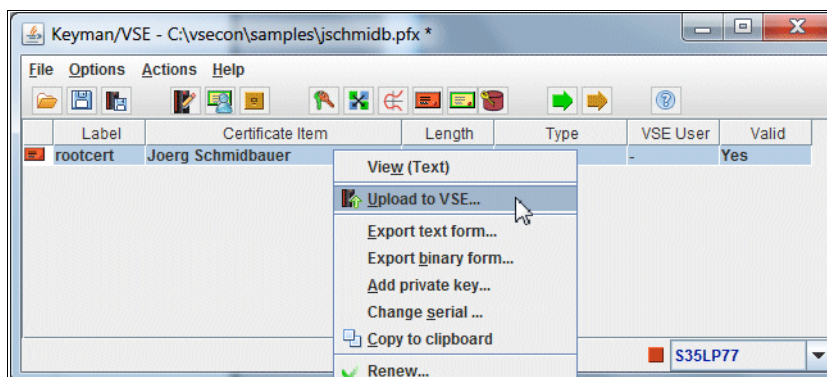 Keyman/VSE - C:\vsecon\samples\jschmidb.pfx *
File Options Actions Help
Label Certificate Item Length Type VSE User Valid
rootcert Joerg Schmidbauer - Yes
View (Text)
Upload to VSE...
Export text form...
Export binary form...
Add private key...
Change serial ...
Copy to clipboard
S35LP77
Renew...